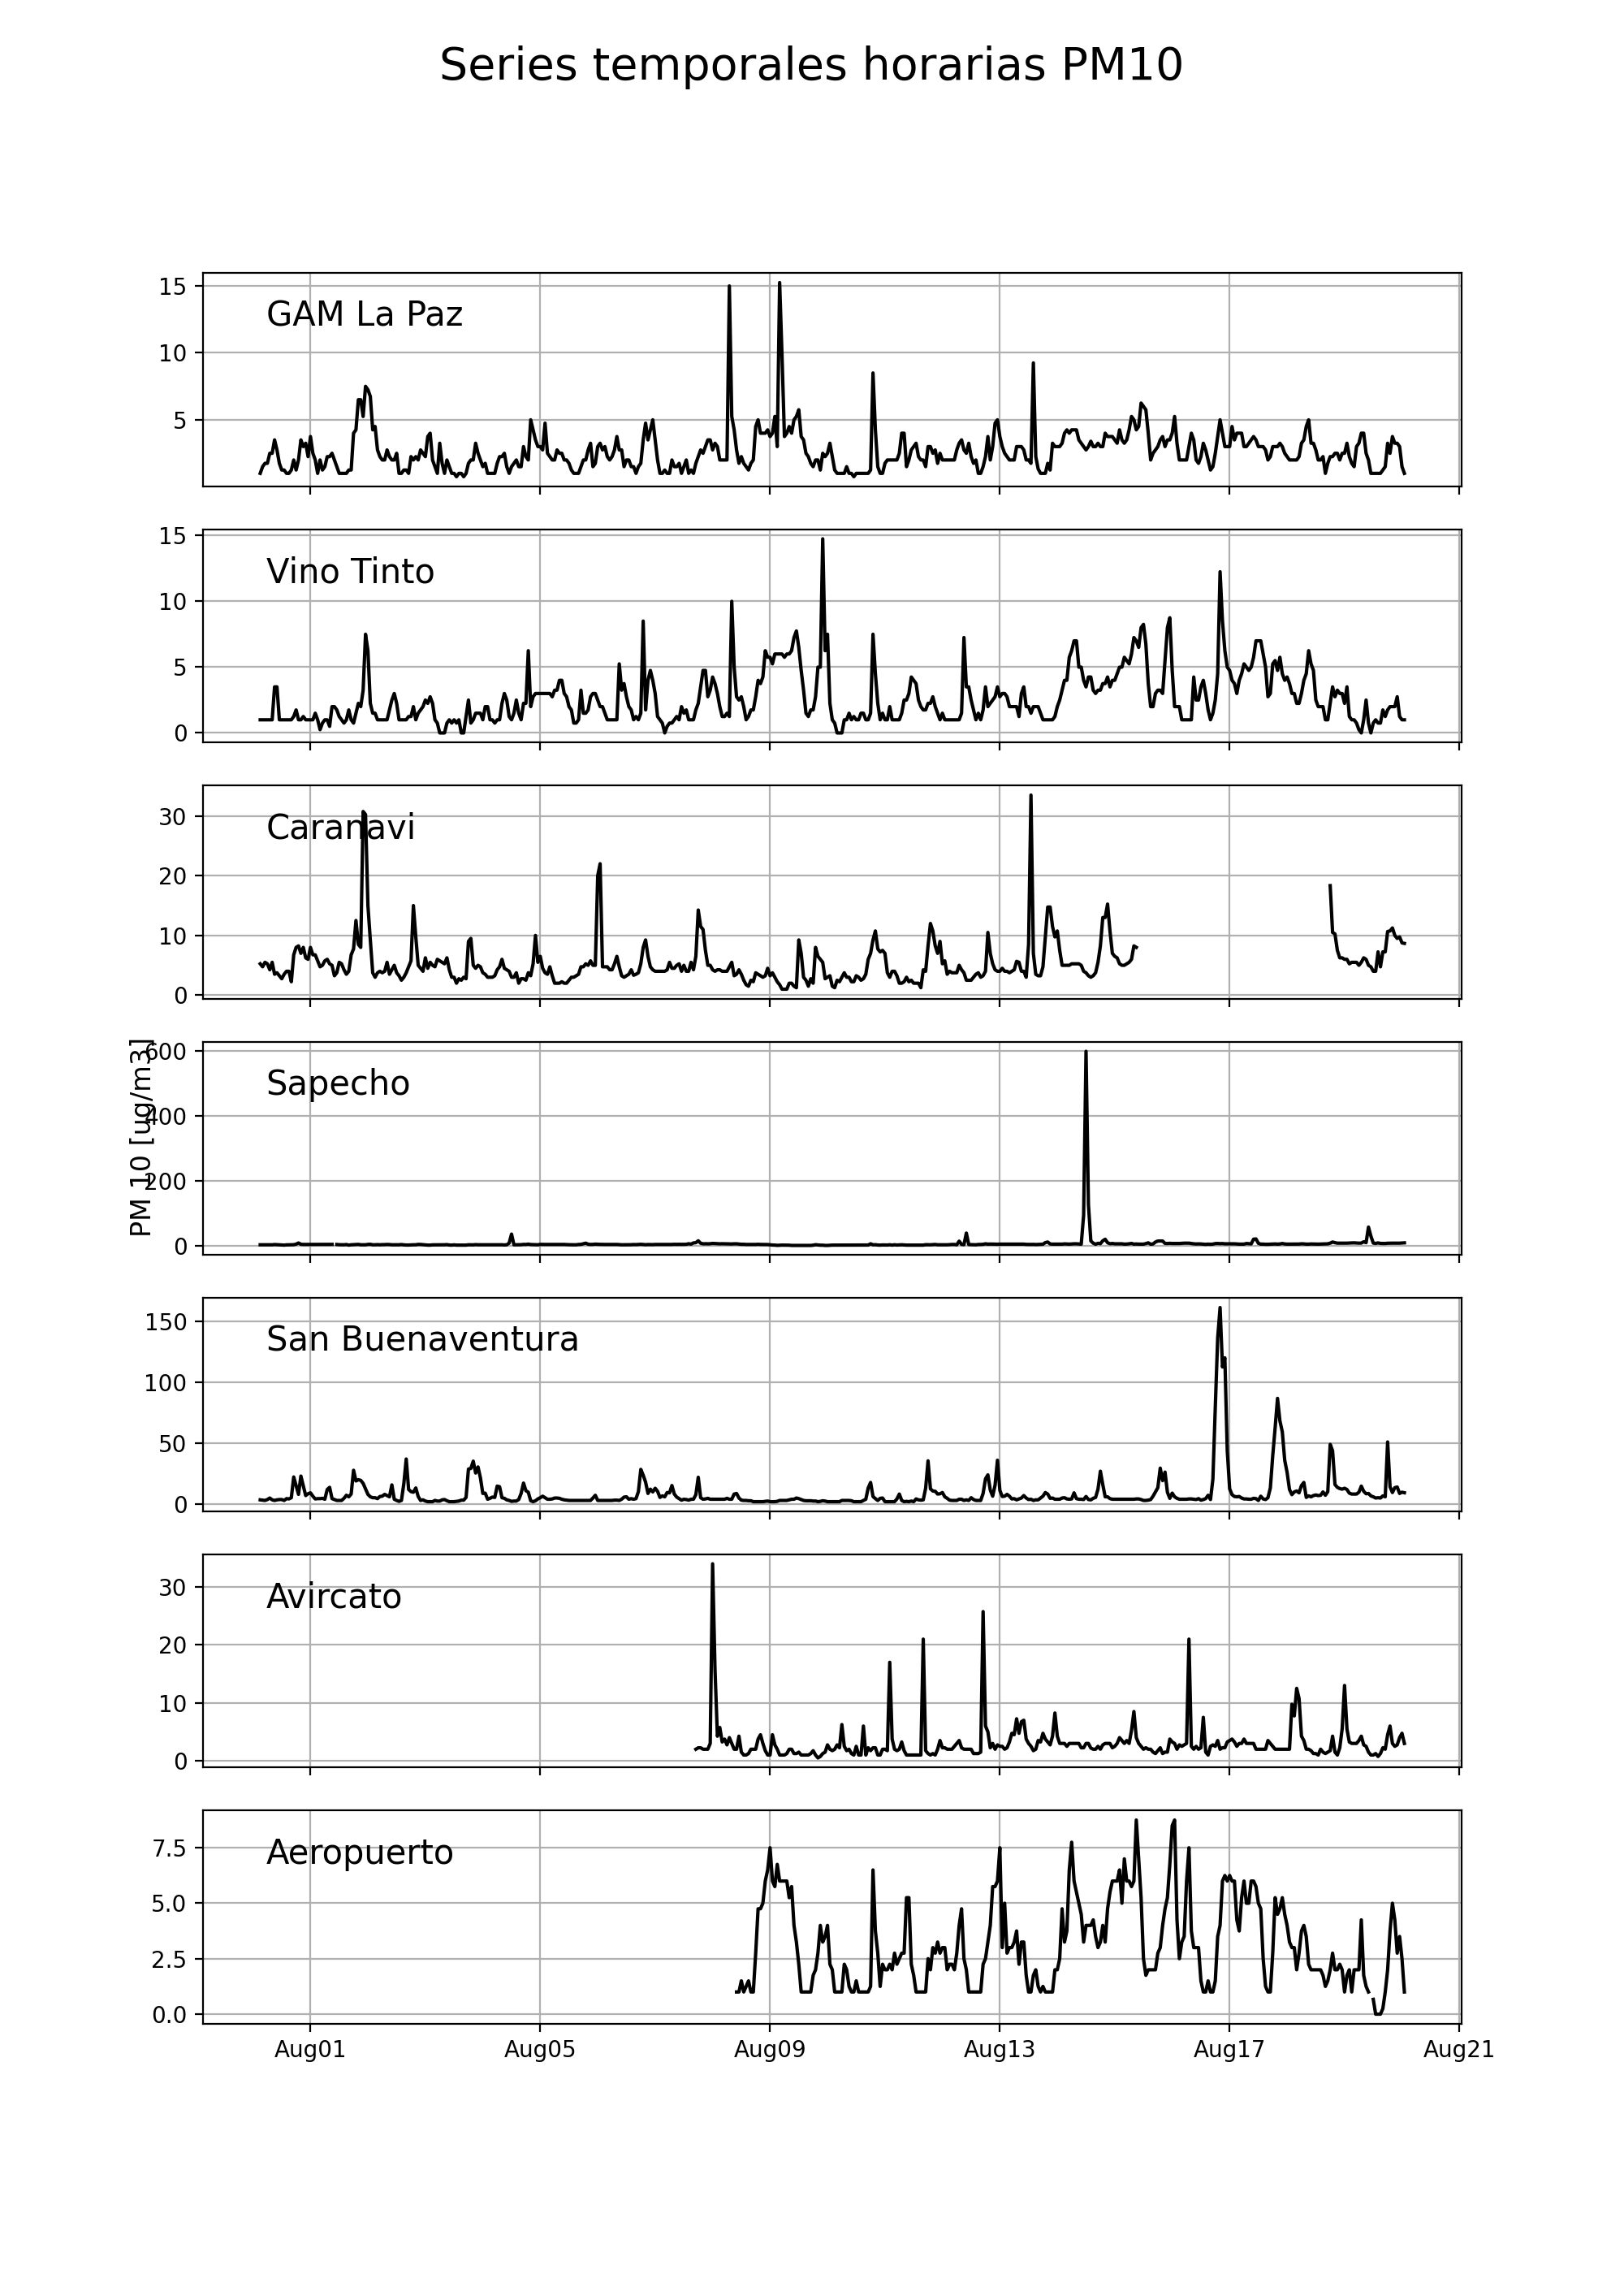 Series temporales horarias PM10
15
GAM La Paz
10
5
15
Vino Tinto
10
5
0
30
Caranavi
20
10
0
PM 10 [ug/m3]
600
Sapecho
400
200
0
150
San Buenaventura
100
50
0
30
Avircato
20
10
0
7.5
Aeropuerto
5.0
2.5
0.0
Aug01 Aug05 Aug09 Aug13 Aug17 Aug21